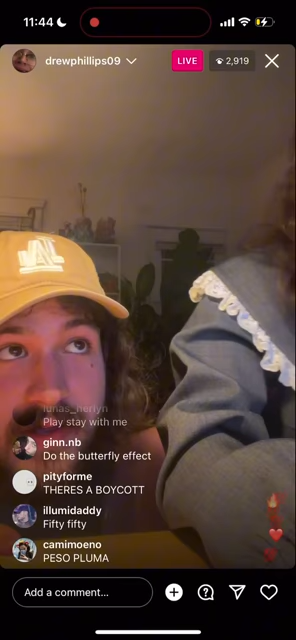 11:44
drewphillips09
LIVE
2,919
LA
Play stay with me
ginn.nb
Do the butterfly effect
pityforme
THERES A BOYCOTT
illumidaddy
Fifty fifty
camimoeno
PESO PLUMA
Add a comment...